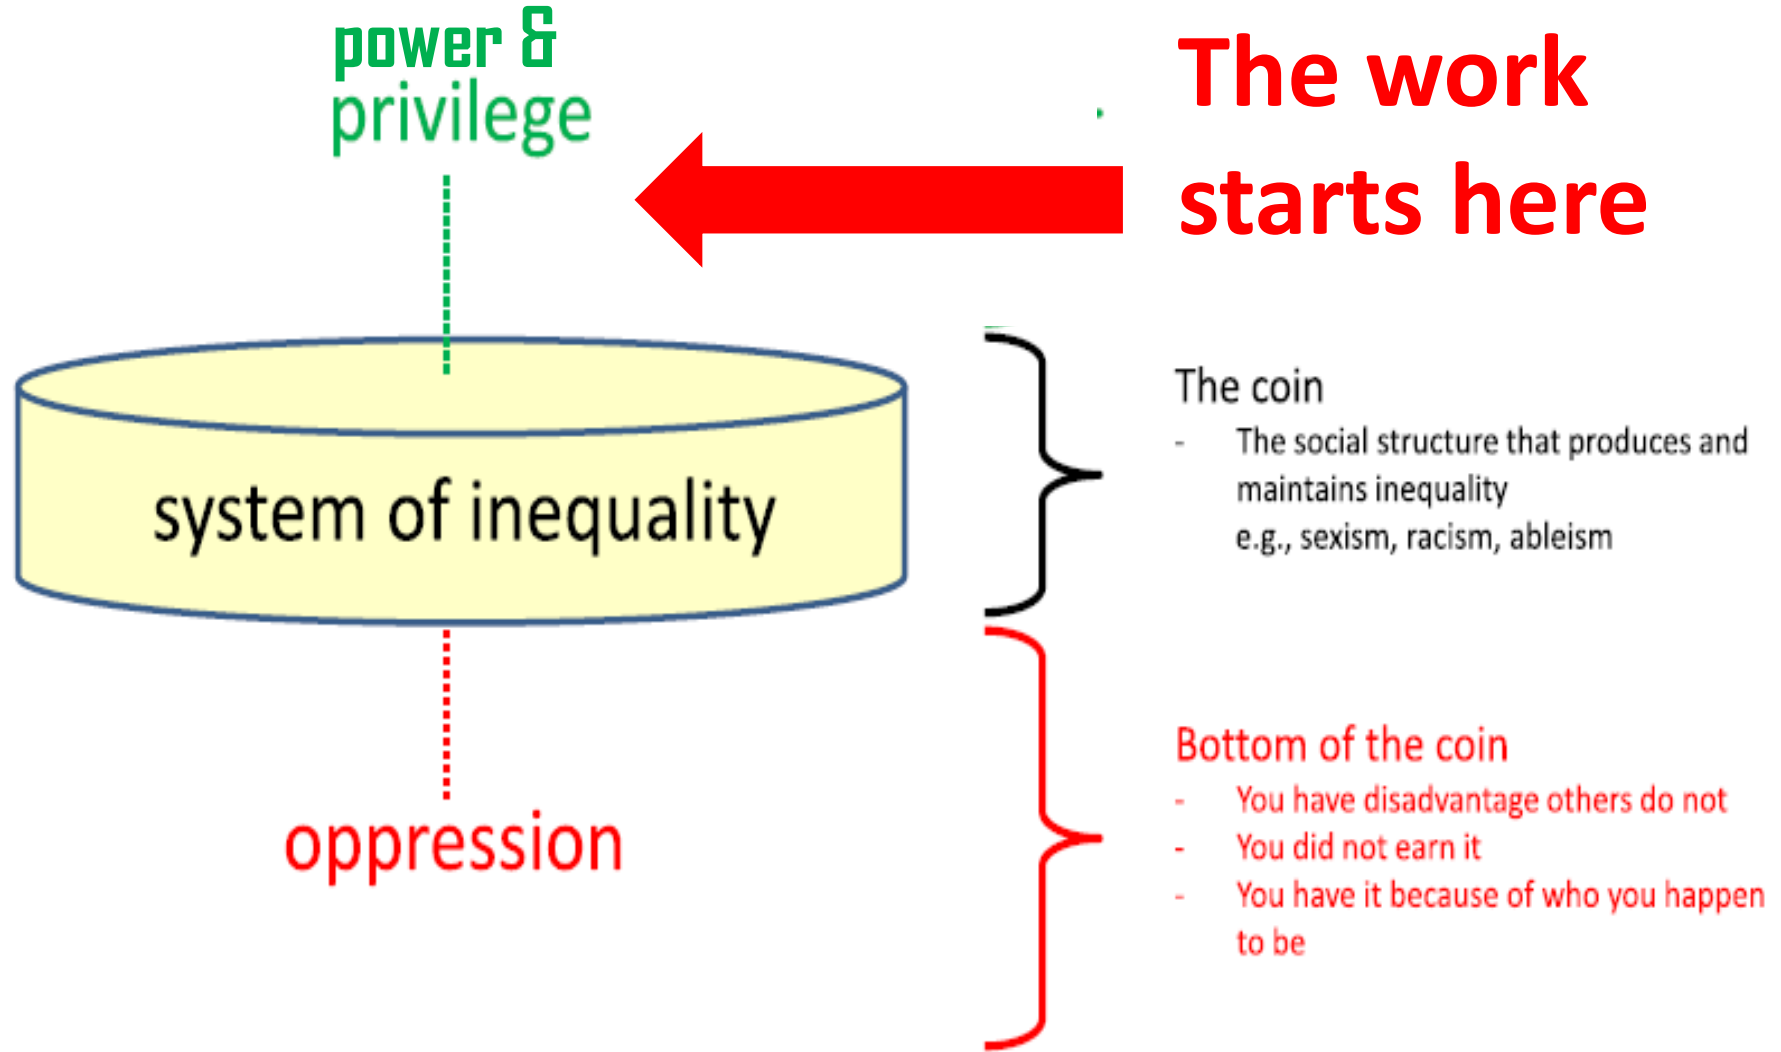 power &
privilege
The work
starts here
system of inequality
The coin
- The social structure that produces and
maintains inequality
e.g., sexism, racism, ableism
oppression
Bottom of the coin
- You have disadvantage others do not
- You did not earn it
- You have it because of who you happen
to be